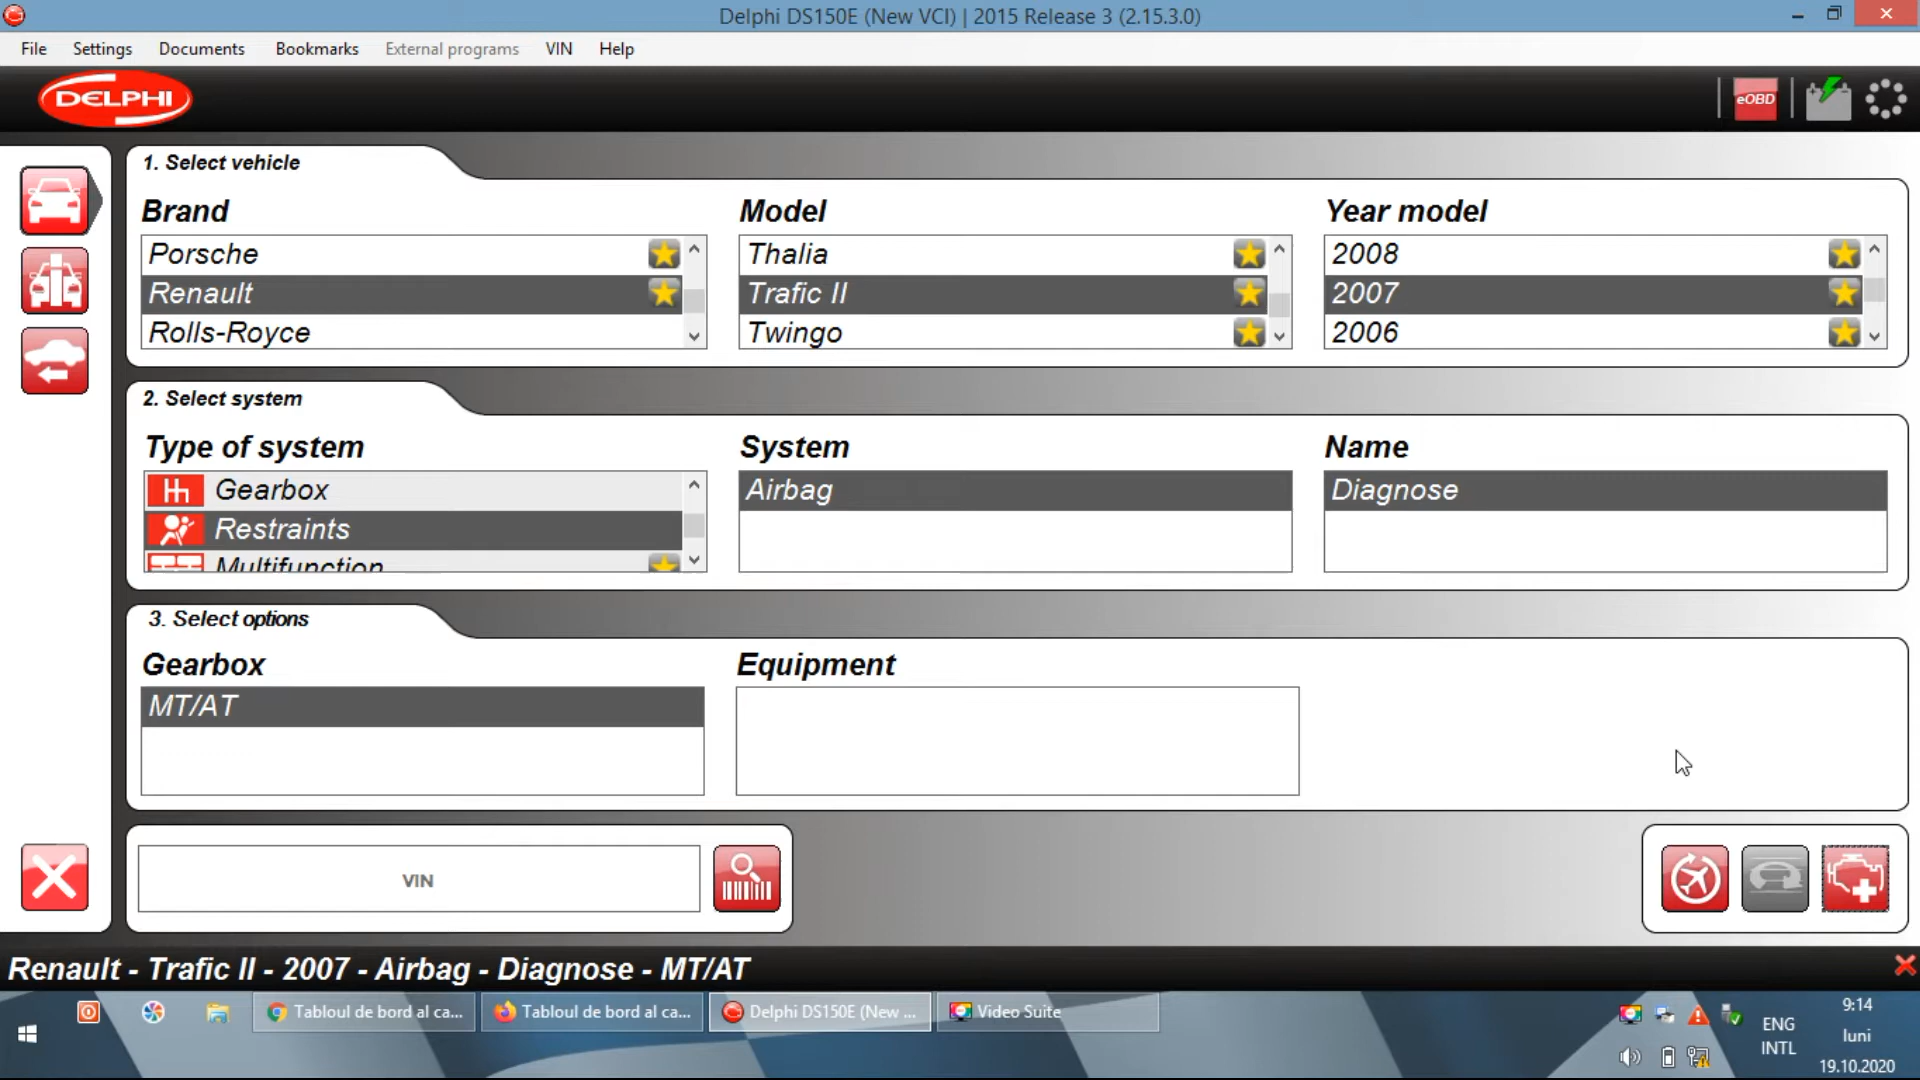 Delphi DS150E (New VCI) | 2015 Release 3 (2.15.3.0)
File Settings Documents Bookmarks External programs VIN Help
DELPHI
eOBD
1. Select vehicle
Brand Model Year model
Porsche Thalia 2008
Renault Trafic II 2007
Rolls-Royce Twingo 2006
2. Select system
Type of system System Name
Gearbox Airbag Diagnose
Restraints
Multifunction
3. Select options
Gearbox Equipment
MT/AT
VIN
Renault - Trafic II - 2007 - Airbag - Diagnose - MT/AT
Tabloul de bord al ca... Tabloul de bord al ca... Delphi DS150E (New ... Video Suite
ENG
INTL
9:14
luni
19.10.2020